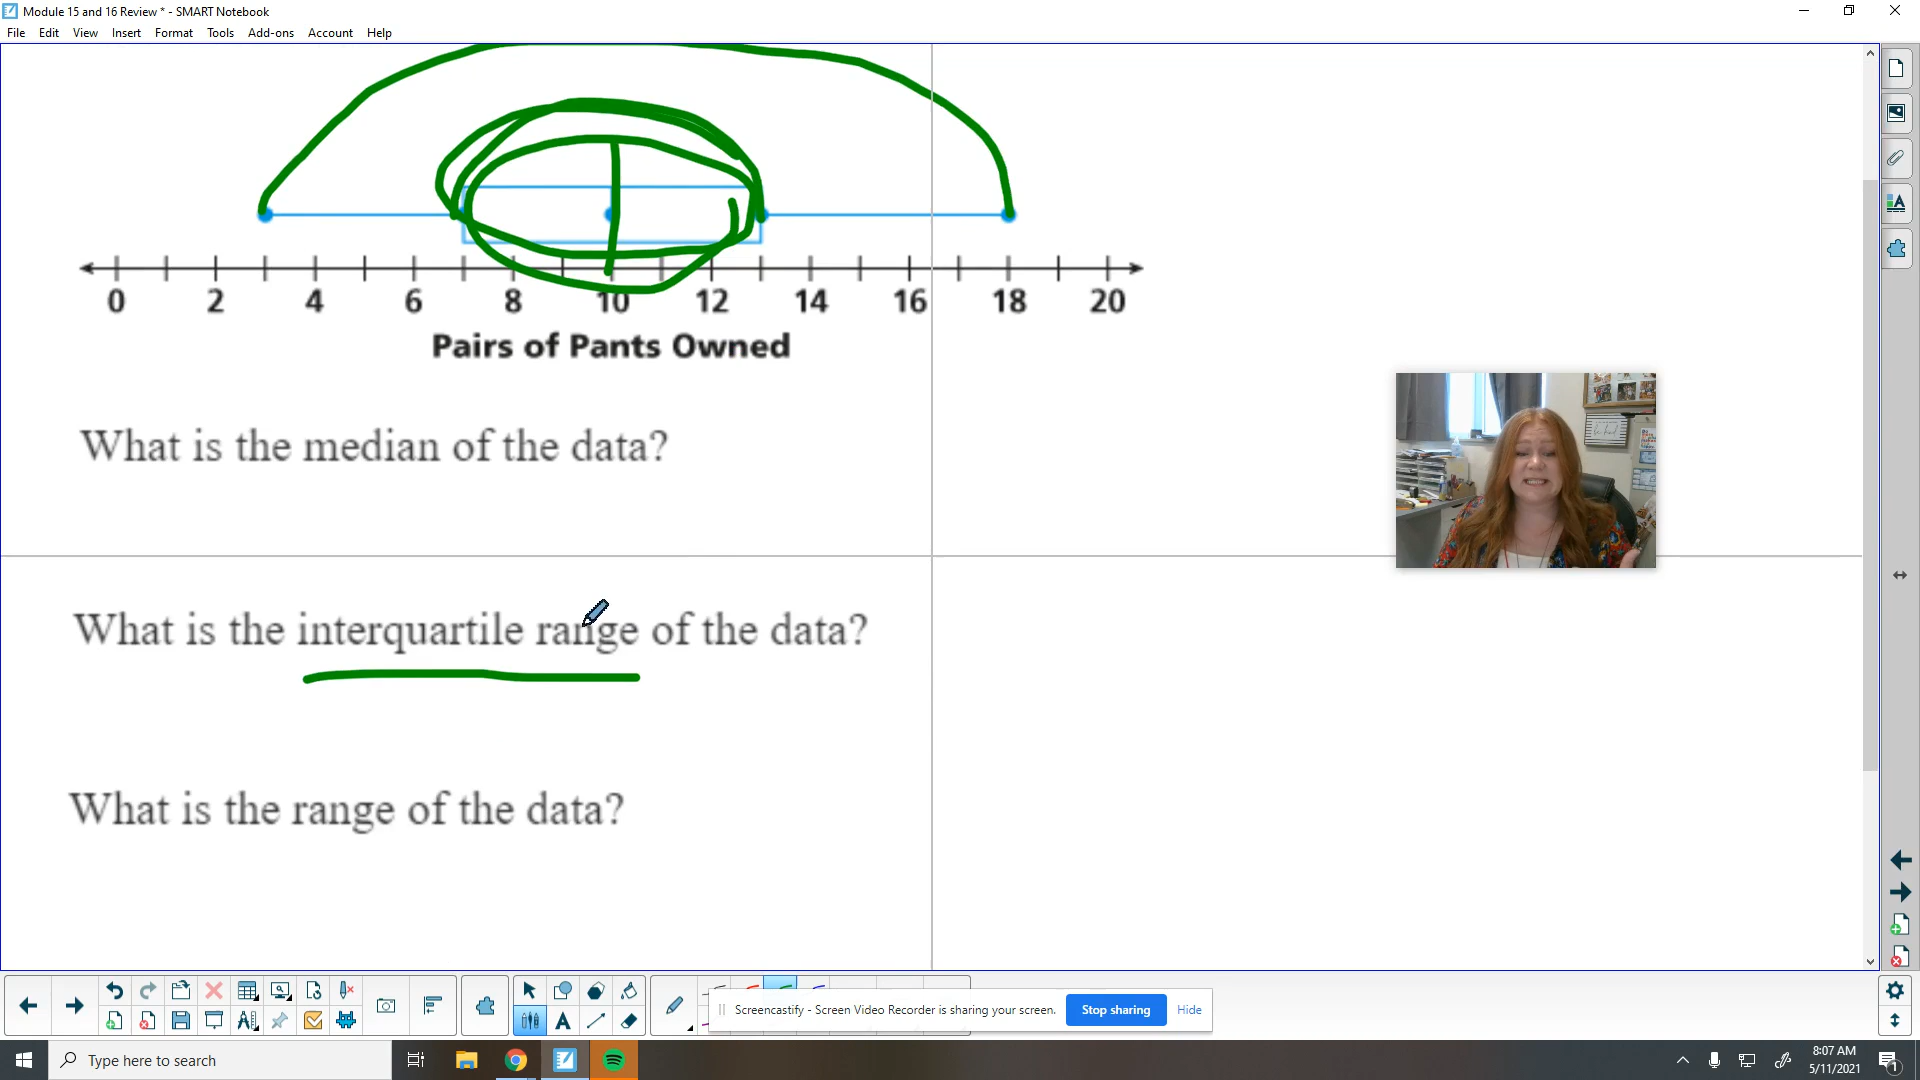 Module 15 and 16 Review * - SMART Notebook
File Edit View Insert Format Tools Add-ons Account Help
0 2 4 6 8 10 12 14 16 18 20
Pairs of Pants Owned
What is the median of the data?
What is the interquartile range of the data?
What is the range of the data?
Screencastify - Screen Video Recorder is sharing your screen. Stop sharing Hide
Type here to search
8:07 AM
5/11/2021
1